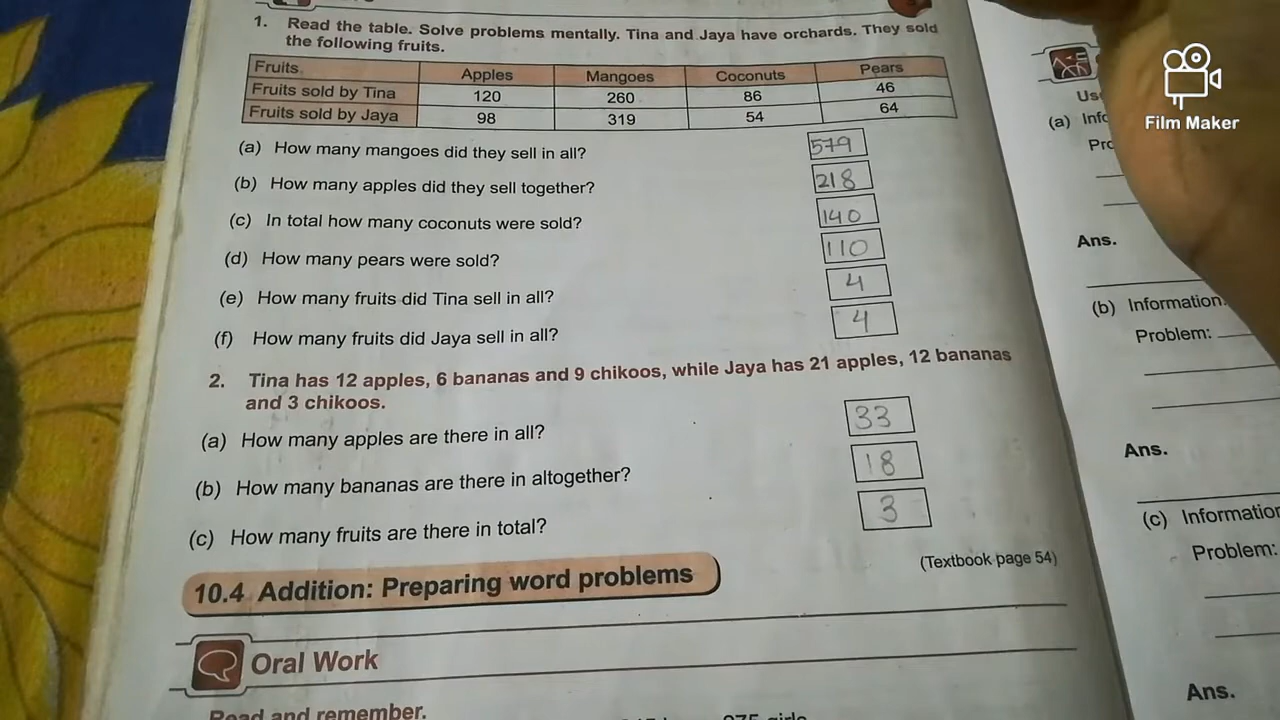 1. Read the table. Solve problems mentally. Tina and Jaya have orchards. They sold
the following fruits.
Fruits Apples Mangoes Coconuts Pears
Fruits sold by Tina 120 260 86 46
Fruits sold by Jaya 98 319 54 64
(a) How many mangoes did they sell in all? 579
(b) How many apples did they sell together? 218
(c) In total how many coconuts were sold? 140
(d) How many pears were sold? 110
(e) How many fruits did Tina sell in all? 4
(f) How many fruits did Jaya sell in all? 4
2. Tina has 12 apples, 6 bananas and 9 chikoos, while Jaya has 21 apples, 12 bananas
and 3 chikoos.
(a) How many apples are there in all? 33
(b) How many bananas are there in altogether? 18
(c) How many fruits are there in total? 3
(Textbook page 54)
10.4 Addition: Preparing word problems
Oral Work
Read and remember.
girls
(a)
Ans.
(b) Information:
Problem:
Ans.
(c) Information
Problem:
Ans.
Film Maker